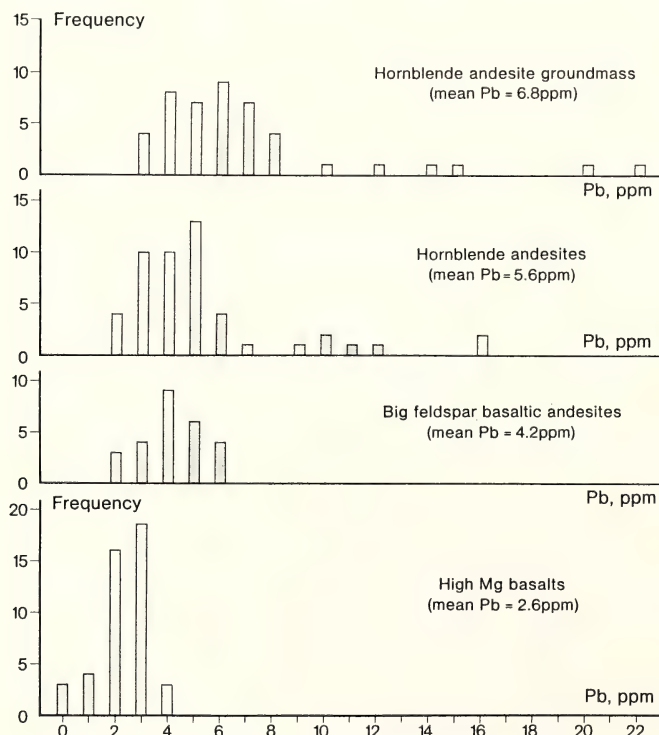 Frequency
15
10
5
0
Hornblende andesite groundmass
(mean Pb = 6.8ppm)
Pb, ppm
15
10
5
0
Hornblende andesites
(mean Pb = 5.6ppm)
Pb, ppm
10
5
0
Big feldspar basaltic andesites
(mean Pb = 4.2ppm)
Pb, ppm
Frequency
20
15
10
5
0
High Mg basalts
(mean Pb = 2.6ppm)
Pb, ppm
0 2 4 6 8 10 12 14 16 18 20 22